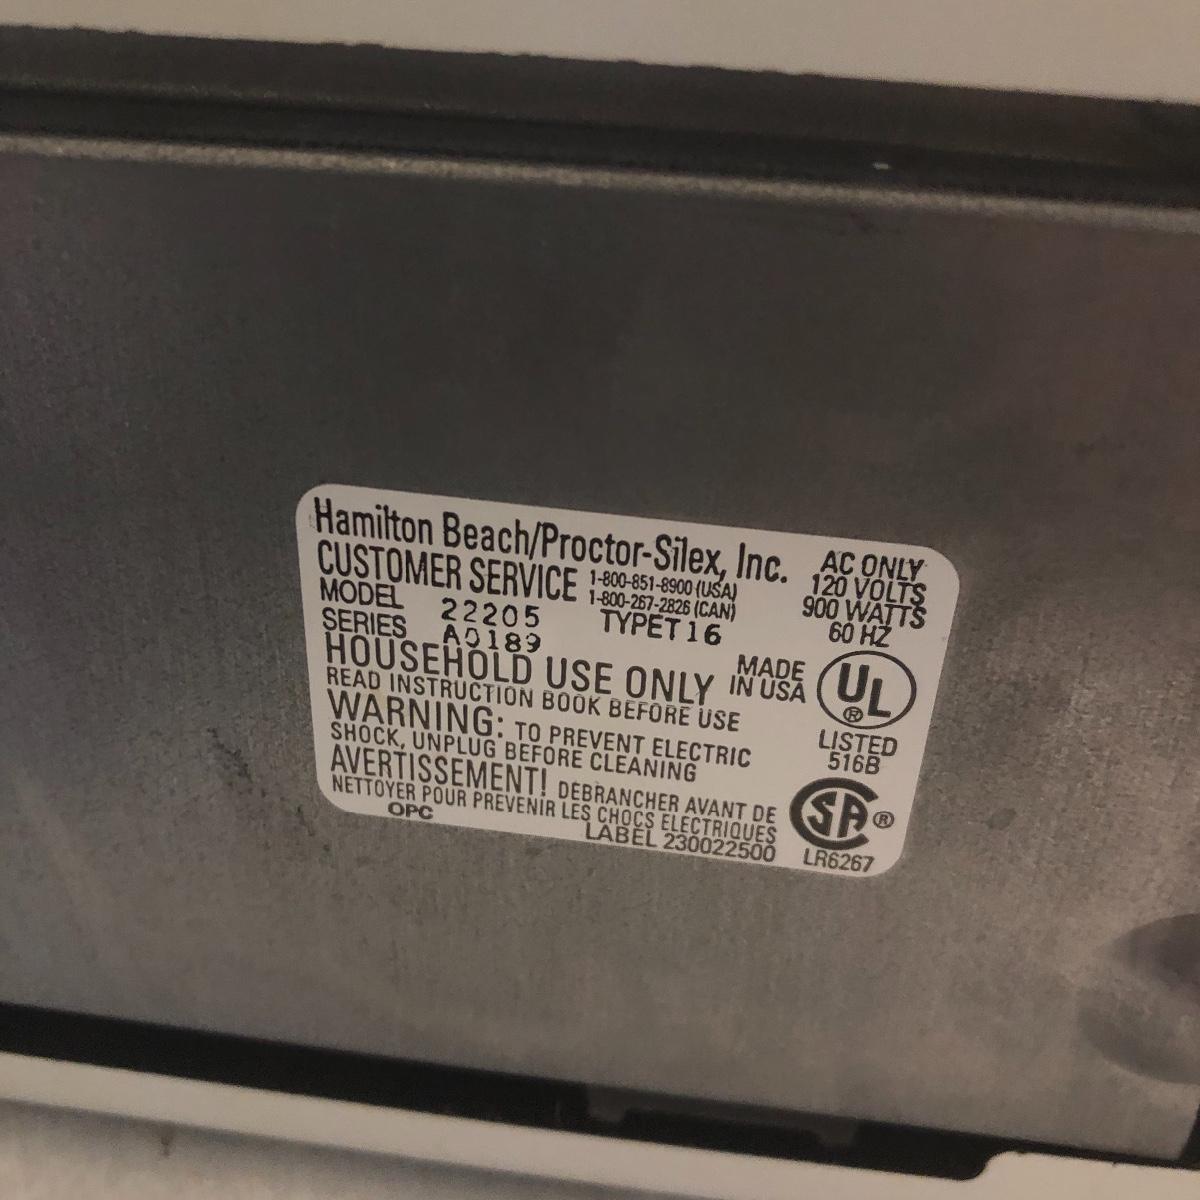 Hamilton Beach/Proctor-Silex, Inc.
CUSTOMER SERVICE 1-800-851-8900 (USA)
1-800-267-2826 (CAN)
MODEL 22205 TYPE T16
SERIES A0189
AC ONLY
120 VOLTS
900 WATTS
60 HZ
HOUSEHOLD USE ONLY
MADE
IN USA
READ INSTRUCTION BOOK BEFORE USE
WARNING: TO PREVENT ELECTRIC
SHOCK, UNPLUG BEFORE CLEANING
AVERTISSEMENT! DÉBRANCHER AVANT DE
NETTOYER POUR PREVENIR LES CHOCS ELECTRIQUES
OPC LABEL 230022500
UL
®
LISTED
516B
SA ®
LR6267